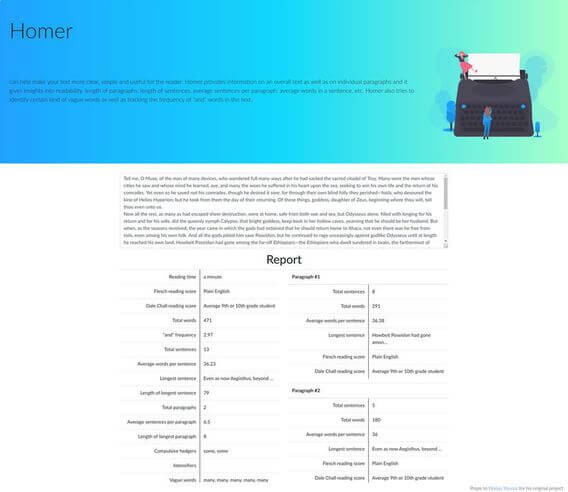 Homer
can help make your text more clear, simple and useful for the reader. Homer provides information on an overall text as well as on individual paragraphs and it
gives insights into readability, length of paragraphs, length of sentences, average sentences per paragraph, average words in a sentence, etc. Homer also tries to
identify certain kind of vague words as well as tracking the frequency of "and" words in the text.
Tell me, O Muse, of the man of many devices, who wandered full many ways after he had sacked the sacred citadel of Troy. Many were the men whose
cities he saw and whose mind he learned, aye, and many the woes he suffered in his heart upon the sea, seeking to win his own life and the return of his
comrades. Yet even so he saved not his comrades, though he desired it sore, for through their own blind folly they perished—fools, who devoured the
kine of Helios Hyperion; but he took from them the day of their returning. Of these things, goddess, daughter of Zeus, beginning where thou wilt, tell
thou even unto us.
Now all the rest, as many as had escaped sheer destruction, were at home, safe from both war and sea, but Odysseus alone, filled with longing for his
return and for his wife, did the queenly nymph Calypso, that bright goddess, keep back in her hollow caves, yearning that he should be her husband. But
when, as the seasons revolved, the year came in which the gods had ordained that he should return home to Ithaca, not even there was he free from
toils, even among his own folk. And all the gods pitied him save Poseidon; but he continued to rage unceasingly against godlike Odysseus until at length
he reached his own land. Howbeit Poseidon had gone among the far-off Ethiopians—the Ethiopians who dwell sundered in twain, the farthermost of
Report
Reading time a minute
Flesch reading score Plain English
Dale Chall reading score Average 9th or 10th grade student
Total words 471
"and" frequency 2.97
Total sentences 13
Average words per sentence 36.23
Longest sentence Even as now Aegisthus, beyond ...
Length of longest sentence 79
Total paragraphs 2
Average sentences per paragraph 6.5
Length of longest paragraph 8
Compulsive hedgers some, some
Intensifiers
Vague words many, many, many, many, many
Paragraph #1
Total sentences 8
Total words 291
Average words per sentence 36.38
Longest sentence Howbeit Poseidon had gone
amon...
Flesch reading score Plain English
Dale Chall reading score Average 9th or 10th grade student
Paragraph #2
Total sentences 5
Total words 180
Average words per sentence 36
Longest sentence Even as now Aegisthus, beyond ...
Flesch reading score Plain English
Dale Chall reading score Average 9th or 10th grade student
Props to for his original project